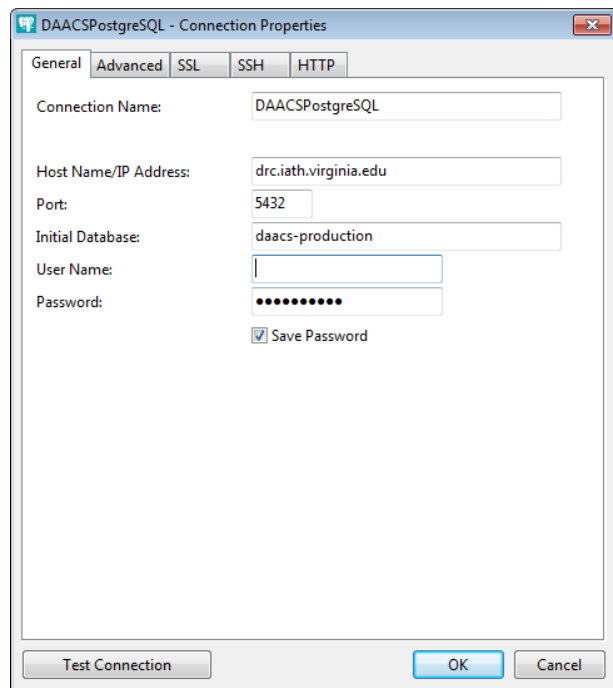 DAACSPostgreSQL - Connection Properties
General Advanced SSL SSH HTTP
Connection Name: DAACSPostgreSQL
Host Name/IP Address: drc.iath.virginia.edu
Port: 5432
Initial Database: daacs-production
User Name:
Password: ●●●●●●●●●●
Save Password
Test Connection OK Cancel